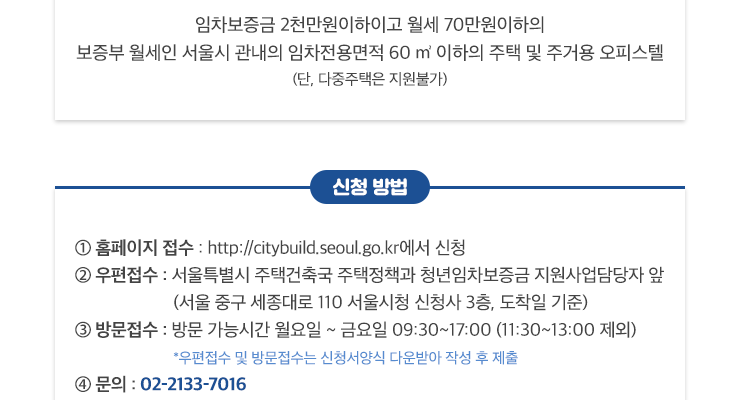 임차보증금 2천만원이하이고 월세 70만원이하의
보증부 월세인 서울시 관내의 임차전용면적 60 ㎡ 이하의 주택 및 주거용 오피스텔
(단, 다중주택은 지원불가)
신청 방법
① 홈페이지 접수 : http://citybuild.seoul.go.kr에서 신청
② 우편접수 : 서울특별시 주택건축국 주택정책과 청년임차보증금 지원사업담당자 앞
(서울 중구 세종대로 110 서울시청 신청사 3층, 도착일 기준)
③ 방문접수 : 방문 가능시간 월요일 ~ 금요일 09:30~17:00 (11:30~13:00 제외)
*우편접수 및 방문접수는 신청서양식 다운받아 작성 후 제출
④ 문의 : 02-2133-7016